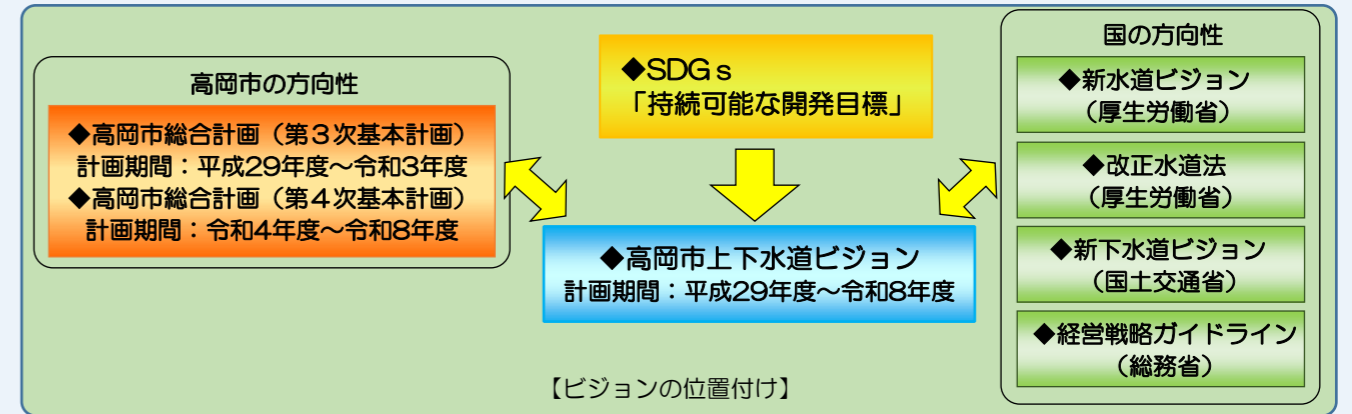 高岡市の方向性
◆高岡市総合計画（第３次基本計画）
計画期間：平成29年度～令和3年度
◆高岡市総合計画（第４次基本計画）
計画期間：令和4年度～令和8年度
◆SDGｓ
「持続可能な開発目標」
◆高岡市上下水道ビジョン
計画期間：平成29年度～令和8年度
国の方向性
◆新水道ビジョン
（厚生労働省）
◆改正水道法
（厚生労働省）
◆新下水道ビジョン
（国土交通省）
◆経営戦略ガイドライン
（総務省）
【ビジョンの位置付け】